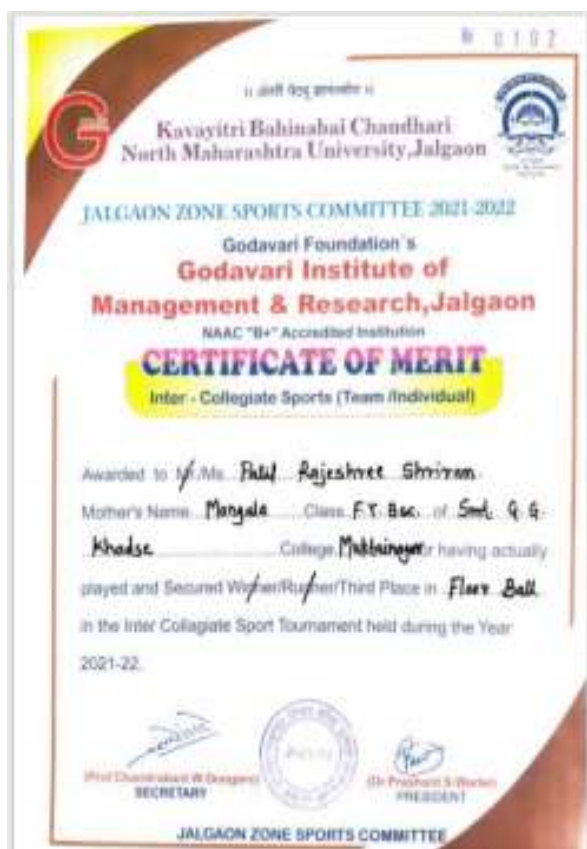 0102
Kavayitri Bahinabai Chandhari
North Maharashtra University,Jalgaon
JALGAON ZONE SPORTS COMMITTEE 2021-2022
Godavari Foundation`s
Godavari Institute of
Management & Research,Jalgaon
NAAC "B+" Accredited Institution
CERTIFICATE OF MERIT
Inter - Collegiate Sports (Team /Individual)
Awarded to Mr/Ms. Patil Rajeshree Shriram
Mother's Name Mangala Class F.Y. Bsc. of Smt. G. G.
Khadse College Muktainagar for having actually
played and Secured Winner/Runner/Third Place in Floor Ball
in the Inter Collagiate Sport Tournament held during the Year
2021-22.
SECRETARY
PRESIDENT
JALGAON ZONE SPORTS COMMITTEE